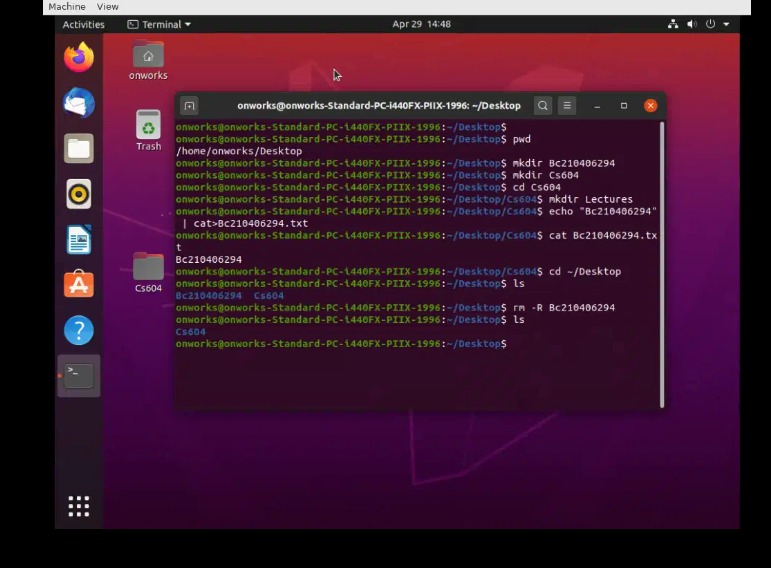 Machine View
Activities Terminal Apr 29 14:48
onworks
Trash
Cs604
onworks@onworks-Standard-PC-i440FX-PIIX-1996: ~/Desktop
onworks@onworks-Standard-PC-i440FX-PIIX-1996:~/Desktop$
onworks@onworks-Standard-PC-i440FX-PIIX-1996:~/Desktop$ pwd
/home/onworks/Desktop
onworks@onworks-Standard-PC-i440FX-PIIX-1996:~/Desktop$ mkdir Bc210406294
onworks@onworks-Standard-PC-i440FX-PIIX-1996:~/Desktop$ mkdir Cs604
onworks@onworks-Standard-PC-i440FX-PIIX-1996:~/Desktop$ cd Cs604
onworks@onworks-Standard-PC-i440FX-PIIX-1996:~/Desktop/Cs604$ mkdir Lectures
onworks@onworks-Standard-PC-i440FX-PIIX-1996:~/Desktop/Cs604$ echo "Bc210406294"
| cat>Bc210406294.txt
onworks@onworks-Standard-PC-i440FX-PIIX-1996:~/Desktop/Cs604$ cat Bc210406294.tx
t
Bc210406294
onworks@onworks-Standard-PC-i440FX-PIIX-1996:~/Desktop/Cs604$ cd ~/Desktop
onworks@onworks-Standard-PC-i440FX-PIIX-1996:~/Desktop$ ls
Bc210406294 Cs604
onworks@onworks-Standard-PC-i440FX-PIIX-1996:~/Desktop$ rm -R Bc210406294
onworks@onworks-Standard-PC-i440FX-PIIX-1996:~/Desktop$ ls
Cs604
onworks@onworks-Standard-PC-i440FX-PIIX-1996:~/Desktop$